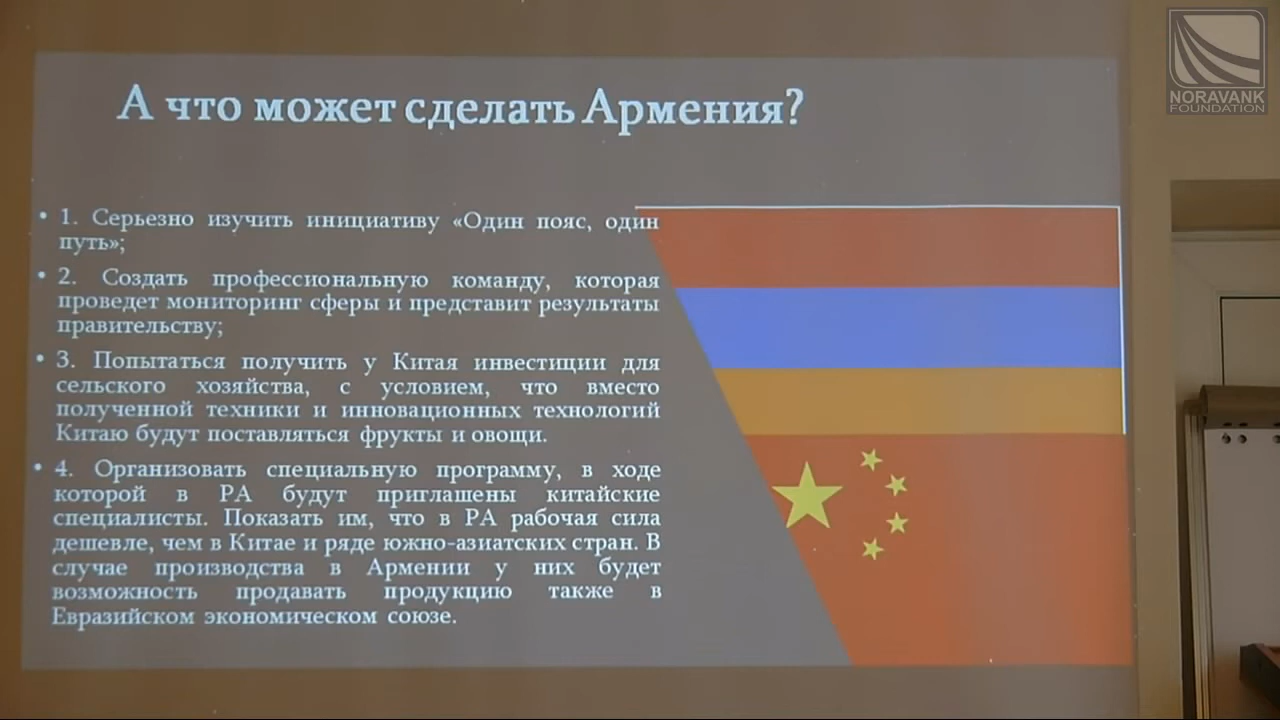 NORAVANK
FOUNDATION
А что может сделать Армения?
• 1. Серьезно изучить инициативу «Один пояс, один
путь»;
• 2. Создать профессиональную команду, которая
проведет мониторинг сферы и представит результаты
правительству;
• 3. Попытаться получить у Китая инвестиции для
сельского хозяйства, с условием, что вместо
полученной техники и инновационных технологий
Китаю будут поставляться фрукты и овощи.
• 4. Организовать специальную программу, в ходе
которой в РА будут приглашены китайские
специалисты. Показать им, что в РА рабочая сила
дешевле, чем в Китае и ряде южно-азиатских стран. В
случае производства в Армении у них будет
возможность продавать продукцию также в
Евразийском экономическом союзе.